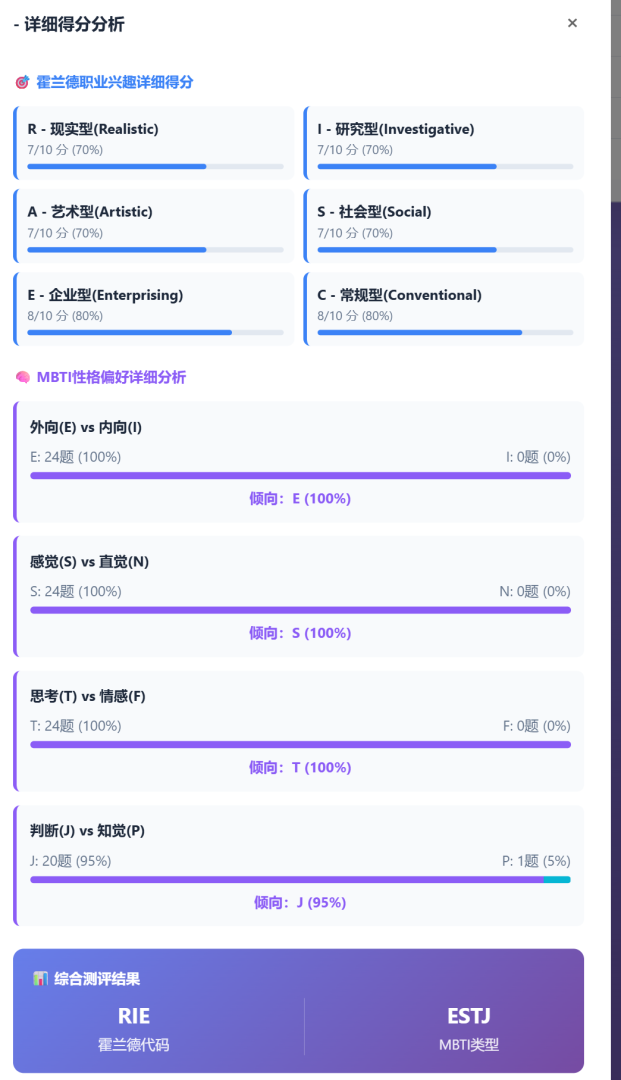 - 详细得分分析
×
🎯 霍兰德职业兴趣详细得分
R - 现实型(Realistic)
7/10 分 (70%)
I - 研究型(Investigative)
7/10 分 (70%)
A - 艺术型(Artistic)
7/10 分 (70%)
S - 社会型(Social)
7/10 分 (70%)
E - 企业型(Enterprising)
8/10 分 (80%)
C - 常规型(Conventional)
8/10 分 (80%)
🧠 MBTI性格偏好详细分析
外向(E) vs 内向(I)
E: 24题 (100%) I: 0题 (0%)
倾向：E (100%)
感觉(S) vs 直觉(N)
S: 24题 (100%) N: 0题 (0%)
倾向：S (100%)
思考(T) vs 情感(F)
T: 24题 (100%) F: 0题 (0%)
倾向：T (100%)
判断(J) vs 知觉(P)
J: 20题 (95%) P: 1题 (5%)
倾向：J (95%)
📊 综合测评结果
RIE
霍兰德代码
ESTJ
MBTI类型